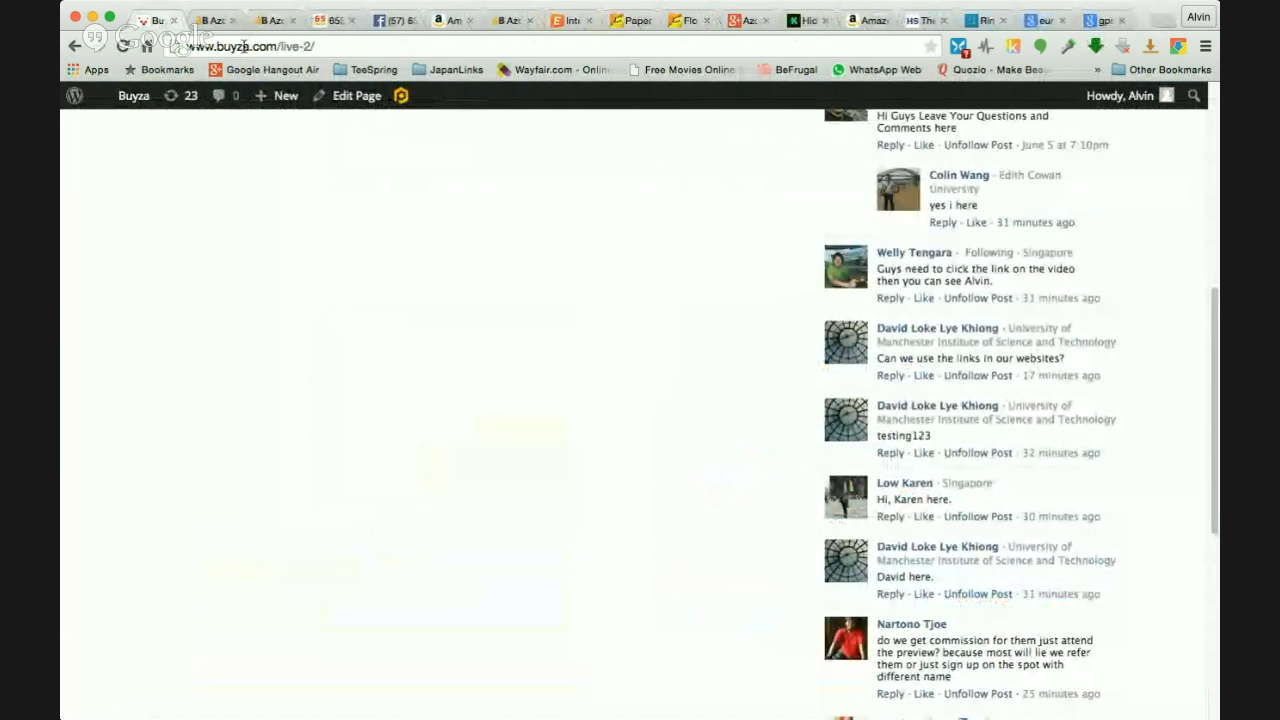 Bu
Azo
Azo
65 65E
(57) 6
Am
Azo
Inte
Paper
Flo
Azo
Hic
Amaz
HS The
Rin
eur
gpe
Alvin
Google
www.buyza.com/live-2/
Apps
Bookmarks
Google Hangout Air
TeeSpring
JapanLinks
Wayfair.com - Onlin
Free Movies Online
BeFrugal
WhatsApp Web
Quozio - Make Bea
»
Other Bookmarks
Buyza
23
0
New
Edit Page
Howdy, Alvin
Hi Guys Leave Your Questions and
Comments here
Reply · Like · Unfollow Post · June 5 at 7:10pm
Colin Wang · Edith Cowan
University
yes i here
Reply · Like · 31 minutes ago
Welly Tengara · Following · Singapore
Guys need to click the link on the video
then you can see Alvin.
Reply · Like · Unfollow Post · 31 minutes ago
David Loke Lye Khiong · University of
Manchester Institute of Science and Technology
Can we use the links in our websites?
Reply · Like · Unfollow Post · 17 minutes ago
David Loke Lye Khiong · University of
Manchester Institute of Science and Technology
testing123
Reply · Like · Unfollow Post · 32 minutes ago
Low Karen · Singapore
Hi, Karen here.
Reply · Like · Unfollow Post · 30 minutes ago
David Loke Lye Khiong · University of
Manchester Institute of Science and Technology
David here.
Reply · Like · Unfollow Post · 31 minutes ago
Nartono Tjoe
do we get commission for them just attend
the preview? because most will lie we refer
them or just sign up on the spot with
different name
Reply · Like · Unfollow Post · 25 minutes ago